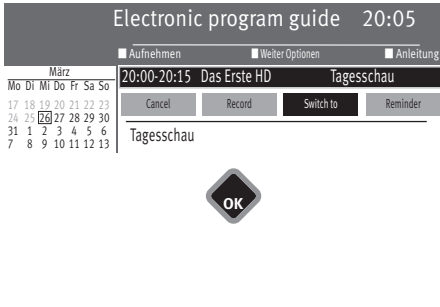 Electronic program guide 20:05
Aufnehmen Weiter Optionen Anleitung
20:00-20:15 Das Erste HD Tagesschau
Cancel Record Switch to Reminder
Tagesschau
März
Mo Di Mi Do Fr Sa So
17 18 19 20 21 22 23
24 25 26 27 28 29 30
31 1 2 3 4 5 6
7 8 9 10 11 12 13
OK